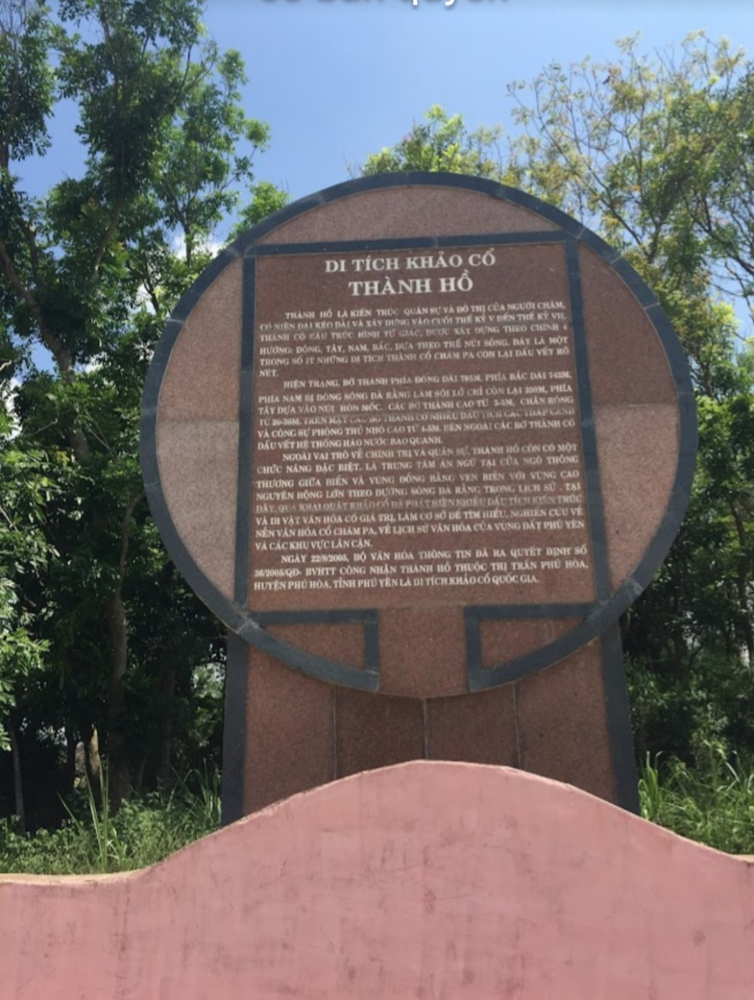 DI TÍCH KHẢO CỔ
THÀNH HỒ
THÀNH HỒ LÀ KIẾN TRÚC QUÂN SỰ VÀ ĐÔ THỊ CỦA NGƯỜI CHĂM,
CÓ NIÊN ĐẠI KÉO DÀI VÀ XÂY DỰNG VÀO CUỐI THẾ KỶ V ĐẾN THẾ KỶ VII.
THÀNH CÓ CẤU TRÚC HÌNH TỨ GIÁC, ĐƯỢC XÂY DỰNG THEO CHÍNH 4
HƯỚNG: ĐÔNG, TÂY, NAM, BẮC, DỰA THEO THẾ NÚI SÔNG. ĐÂY LÀ MỘT
TRONG SỐ ÍT NHỮNG DI TÍCH THÀNH CỔ CHĂM PA CÒN LẠI DẤU VẾT RÕ
NÉT.
HIỆN TRẠNG, BỜ THÀNH PHÍA ĐÔNG DÀI 785M, PHÍA BẮC DÀI 742M,
PHÍA NAM BỊ DÒNG SÔNG ĐÀ RẰNG LÀM SÓI LỞ CHỈ CÒN LẠI 250M, PHÍA
TÂY DỰA VÀO NÚI HÒN MỐC. CÁC BỜ THÀNH CAO TỪ 3-5M, CHÂN RỘNG
TỪ 20-30M. TRÊN MẶT CÁC BỜ THÀNH CÓ NHIỀU DẤU TÍCH CÁC THÁP CANH
VÀ CÔNG SỰ PHÒNG THỦ NHỎ CAO TỪ 4-5M. BÊN NGOÀI CÁC BỜ THÀNH CÓ
DẤU VẾT HỆ THỐNG HÀO NƯỚC BAO QUANH.
NGOÀI VAI TRÒ VỀ CHÍNH TRỊ VÀ QUÂN SỰ, THÀNH HỒ CÒN CÓ MỘT
CHỨC NĂNG ĐẶC BIỆT. LÀ TRUNG TÂM ÁN NGỮ TẠI CỬA NGÕ THÔNG
THƯƠNG GIỮA BIỂN VÀ VÙNG ĐỒNG BẰNG VEN BIỂN VỚI VÙNG CAO
NGUYÊN RỘNG LỚN THEO ĐƯỜNG SÔNG ĐÀ RẰNG TRONG LỊCH SỬ . TẠI
ĐÂY, QUA KHAI QUẬT KHẢO CỔ ĐÃ PHÁT HIỆN NHIỀU DẤU TÍCH KIẾN TRÚC
VÀ DI VẬT VĂN HÓA CÓ GIÁ TRỊ, LÀM CƠ SỞ ĐỂ TÌM HIỂU, NGHIÊN CỨU VỀ
NỀN VĂN HÓA CỔ CHĂM PA, VỀ LỊCH SỬ VĂN HÓA CỦA VÙNG ĐẤT PHÚ YÊN
VÀ CÁC KHU VỰC LÂN CẬN.
NGÀY 22/8/2005, BỘ VĂN HÓA THÔNG TIN ĐÃ RA QUYẾT ĐỊNH SỐ
36/2005/QĐ- BVHTT CÔNG NHẬN THÀNH HỒ THUỘC THỊ TRẤN PHÚ HÒA,
HUYỆN PHÚ HÒA, TỈNH PHÚ YÊN LÀ DI TÍCH KHẢO CỔ QUỐC GIA.